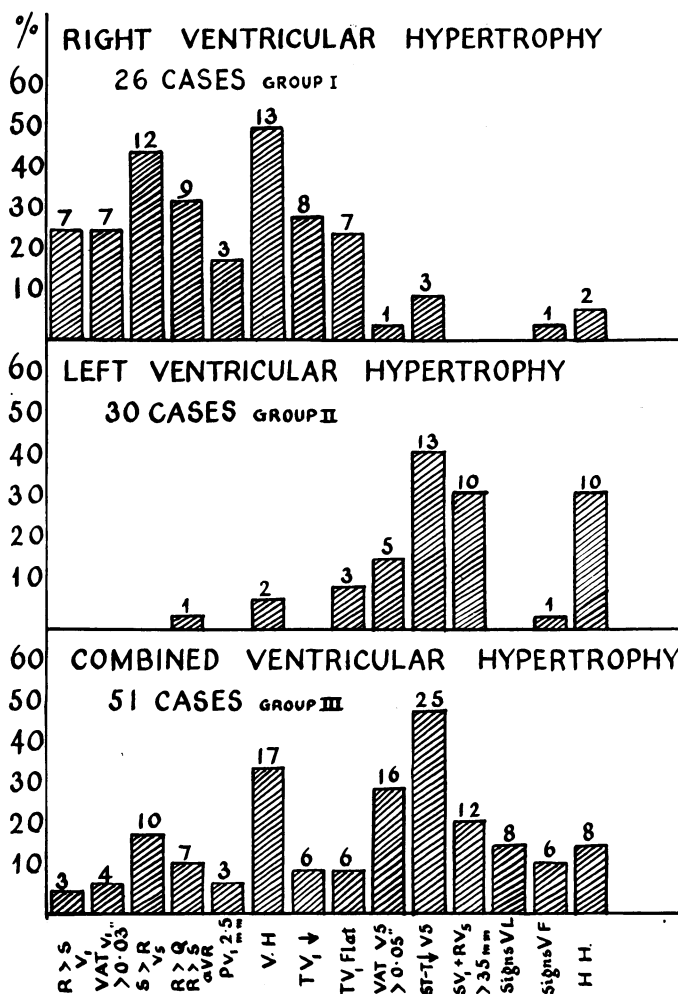 %
RIGHT VENTRICULAR HYPERTROPHY
26 CASES GROUP I
60
50
40
30
20
10
7
7
12
9
3
13
8
7
1
3
1
2
LEFT VENTRICULAR HYPERTROPHY
30 CASES GROUP II
60
50
40
30
20
10
1
2
3
5
13
10
1
10
COMBINED VENTRICULAR HYPERTROPHY
51 CASES GROUP III
60
50
40
30
20
10
3
4
10
7
3
17
6
6
16
25
12
8
6
8
R > S
V₁
VAT V₁
> 0.03"
S > R
V5
R > Q
R > S
aVR
PV₁ 2.5
mm
V. H
TV₁ ↓
TV₁ Flat
VAT V5
> 0.05"
ST-T↓ V5
SV₁ + RV5
> 35 mm
Signs VL
Signs VF
H H.